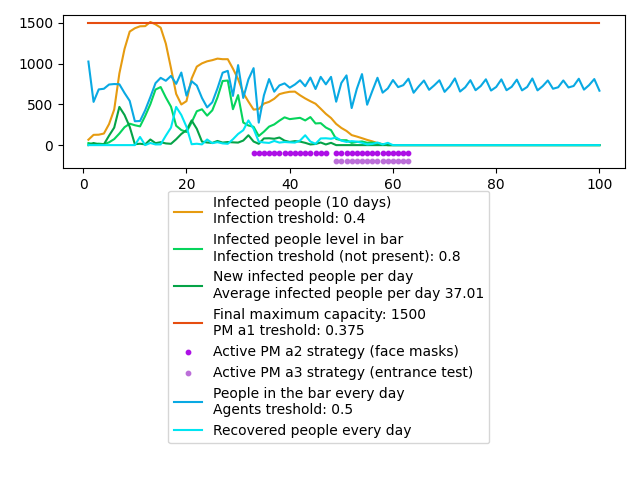 1500
1000
500
0
0 20 40 60 80 100
Infected people (10 days)
Infection treshold: 0.4
Infected people level in bar
Infection treshold (not present): 0.8
New infected people per day
Average infected people per day 37.01
Final maximum capacity: 1500
PM a1 treshold: 0.375
Active PM a2 strategy (face masks)
Active PM a3 strategy (entrance test)
People in the bar every day
Agents treshold: 0.5
Recovered people every day